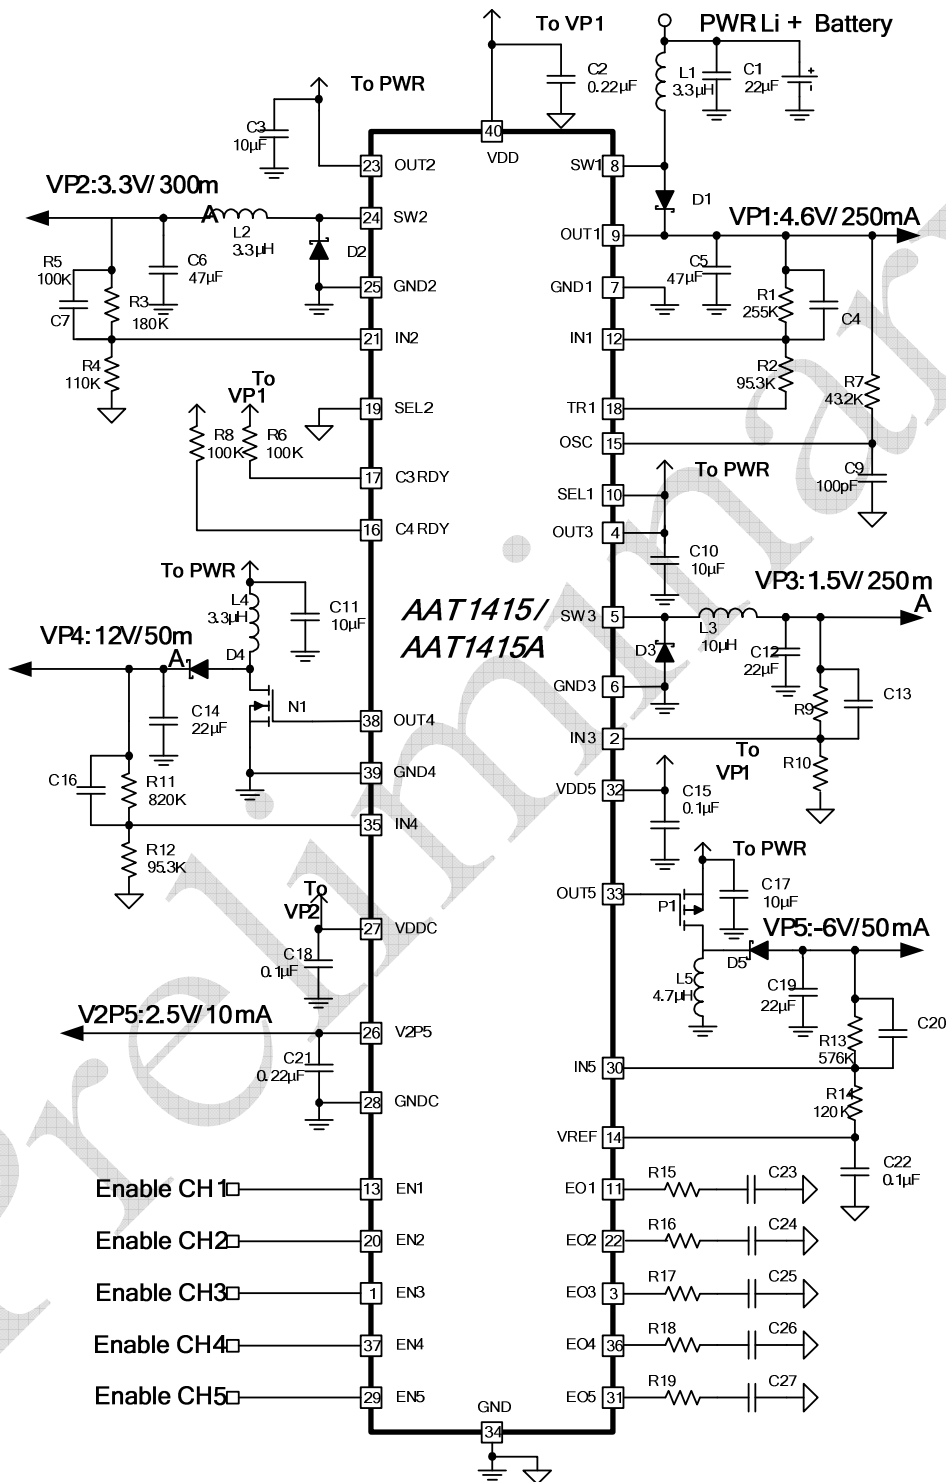 To VP1
PWR Li + Battery
C2
0.22µF
L1
3.3µH
C1
22µF
+
-
To PWR
C3
10µF
40
VDD
23
OUT2
SW1
8
VP2:3.3V/300m
A
L2
3.3µH
24
SW2
D1
VP1:4.6V/250mA
OUT1
9
D2
R5
100K
C6
47µF
C5
47µF
25
GND2
GND1
7
R3
180K
C7
R1
255K
C4
21
IN2
IN1
12
R4
110K
R2
95.3K
R7
43.2K
To
VP1
19
SEL2
TR1
18
R8
100K
R6
100K
OSC
15
17
C3RDY
To PWR
C9
100pF
SEL1
10
16
C4RDY
OUT3
4
C10
10µF
To PWR
L4
3.3µH
C11
10µF
AAT1415/
AAT1415A
VP3:1.5V/250m
A
SW3
5
L3
10µH
VP4:12V/50m
A
D4
D3
C12
22µF
GND3
6
C13
N1
C14
22µF
38
OUT4
R9
IN3
2
To
VP1
R10
39
GND4
C16
R11
820K
VDD5
32
C15
0.1µF
35
IN4
R12
95.3K
To PWR
To
VP2
OUT5
33
P1
C17
10µF
27
VDDC
VP5:-6V/50mA
C18
0.1µF
D5
L5
4.7µH
C19
22µF
V2P5:2.5V/10mA
26
V2P5
C20
R13
576K
C21
0.22µF
IN5
30
28
GNDC
R14
120K
VREF
14
C22
0.1µF
Enable CH1
13
EN1
EO1
11
R15
C23
Enable CH2
20
EN2
EO2
22
R16
C24
Enable CH3
1
EN3
EO3
3
R17
C25
Enable CH4
37
EN4
EO4
36
R18
C26
Enable CH5
29
EN5
EO5
31
R19
C27
GND
34
Preliminary